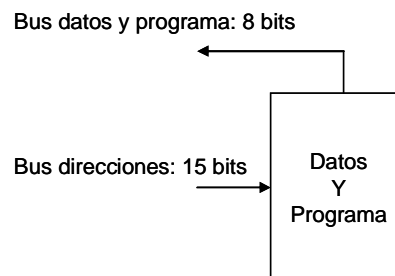 Bus datos y programa: 8 bits
Bus direcciones: 15 bits
Datos
Y
Programa